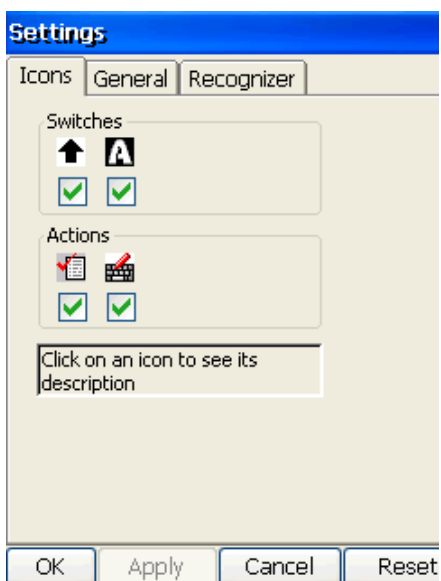 Settings
Icons General Recognizer
Switches
A
Actions
Click on an icon to see its
description
OK Apply Cancel Reset